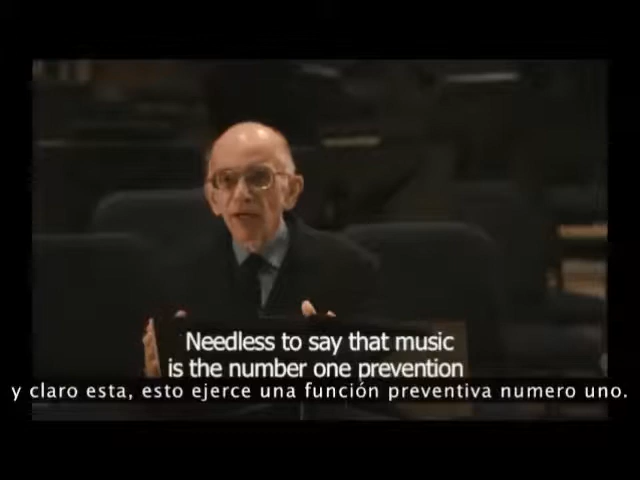 Needless to say that music
is the number one prevention
y claro esta, esto ejerce una función preventiva numero uno.